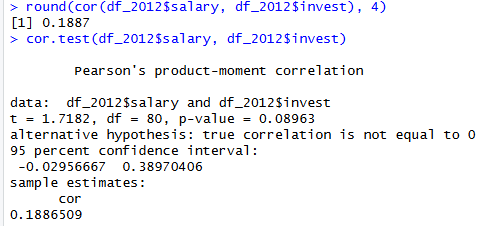 > round(cor(df_2012$salary, df_2012$invest), 4)
[1] 0.1887
> cor.test(df_2012$salary, df_2012$invest)
Pearson's product-moment correlation
data:  df_2012$salary and df_2012$invest
t = 1.7182, df = 80, p-value = 0.08963
alternative hypothesis: true correlation is not equal to 0
95 percent confidence interval:
-0.02956667  0.38970406
sample estimates:
cor
0.1886509